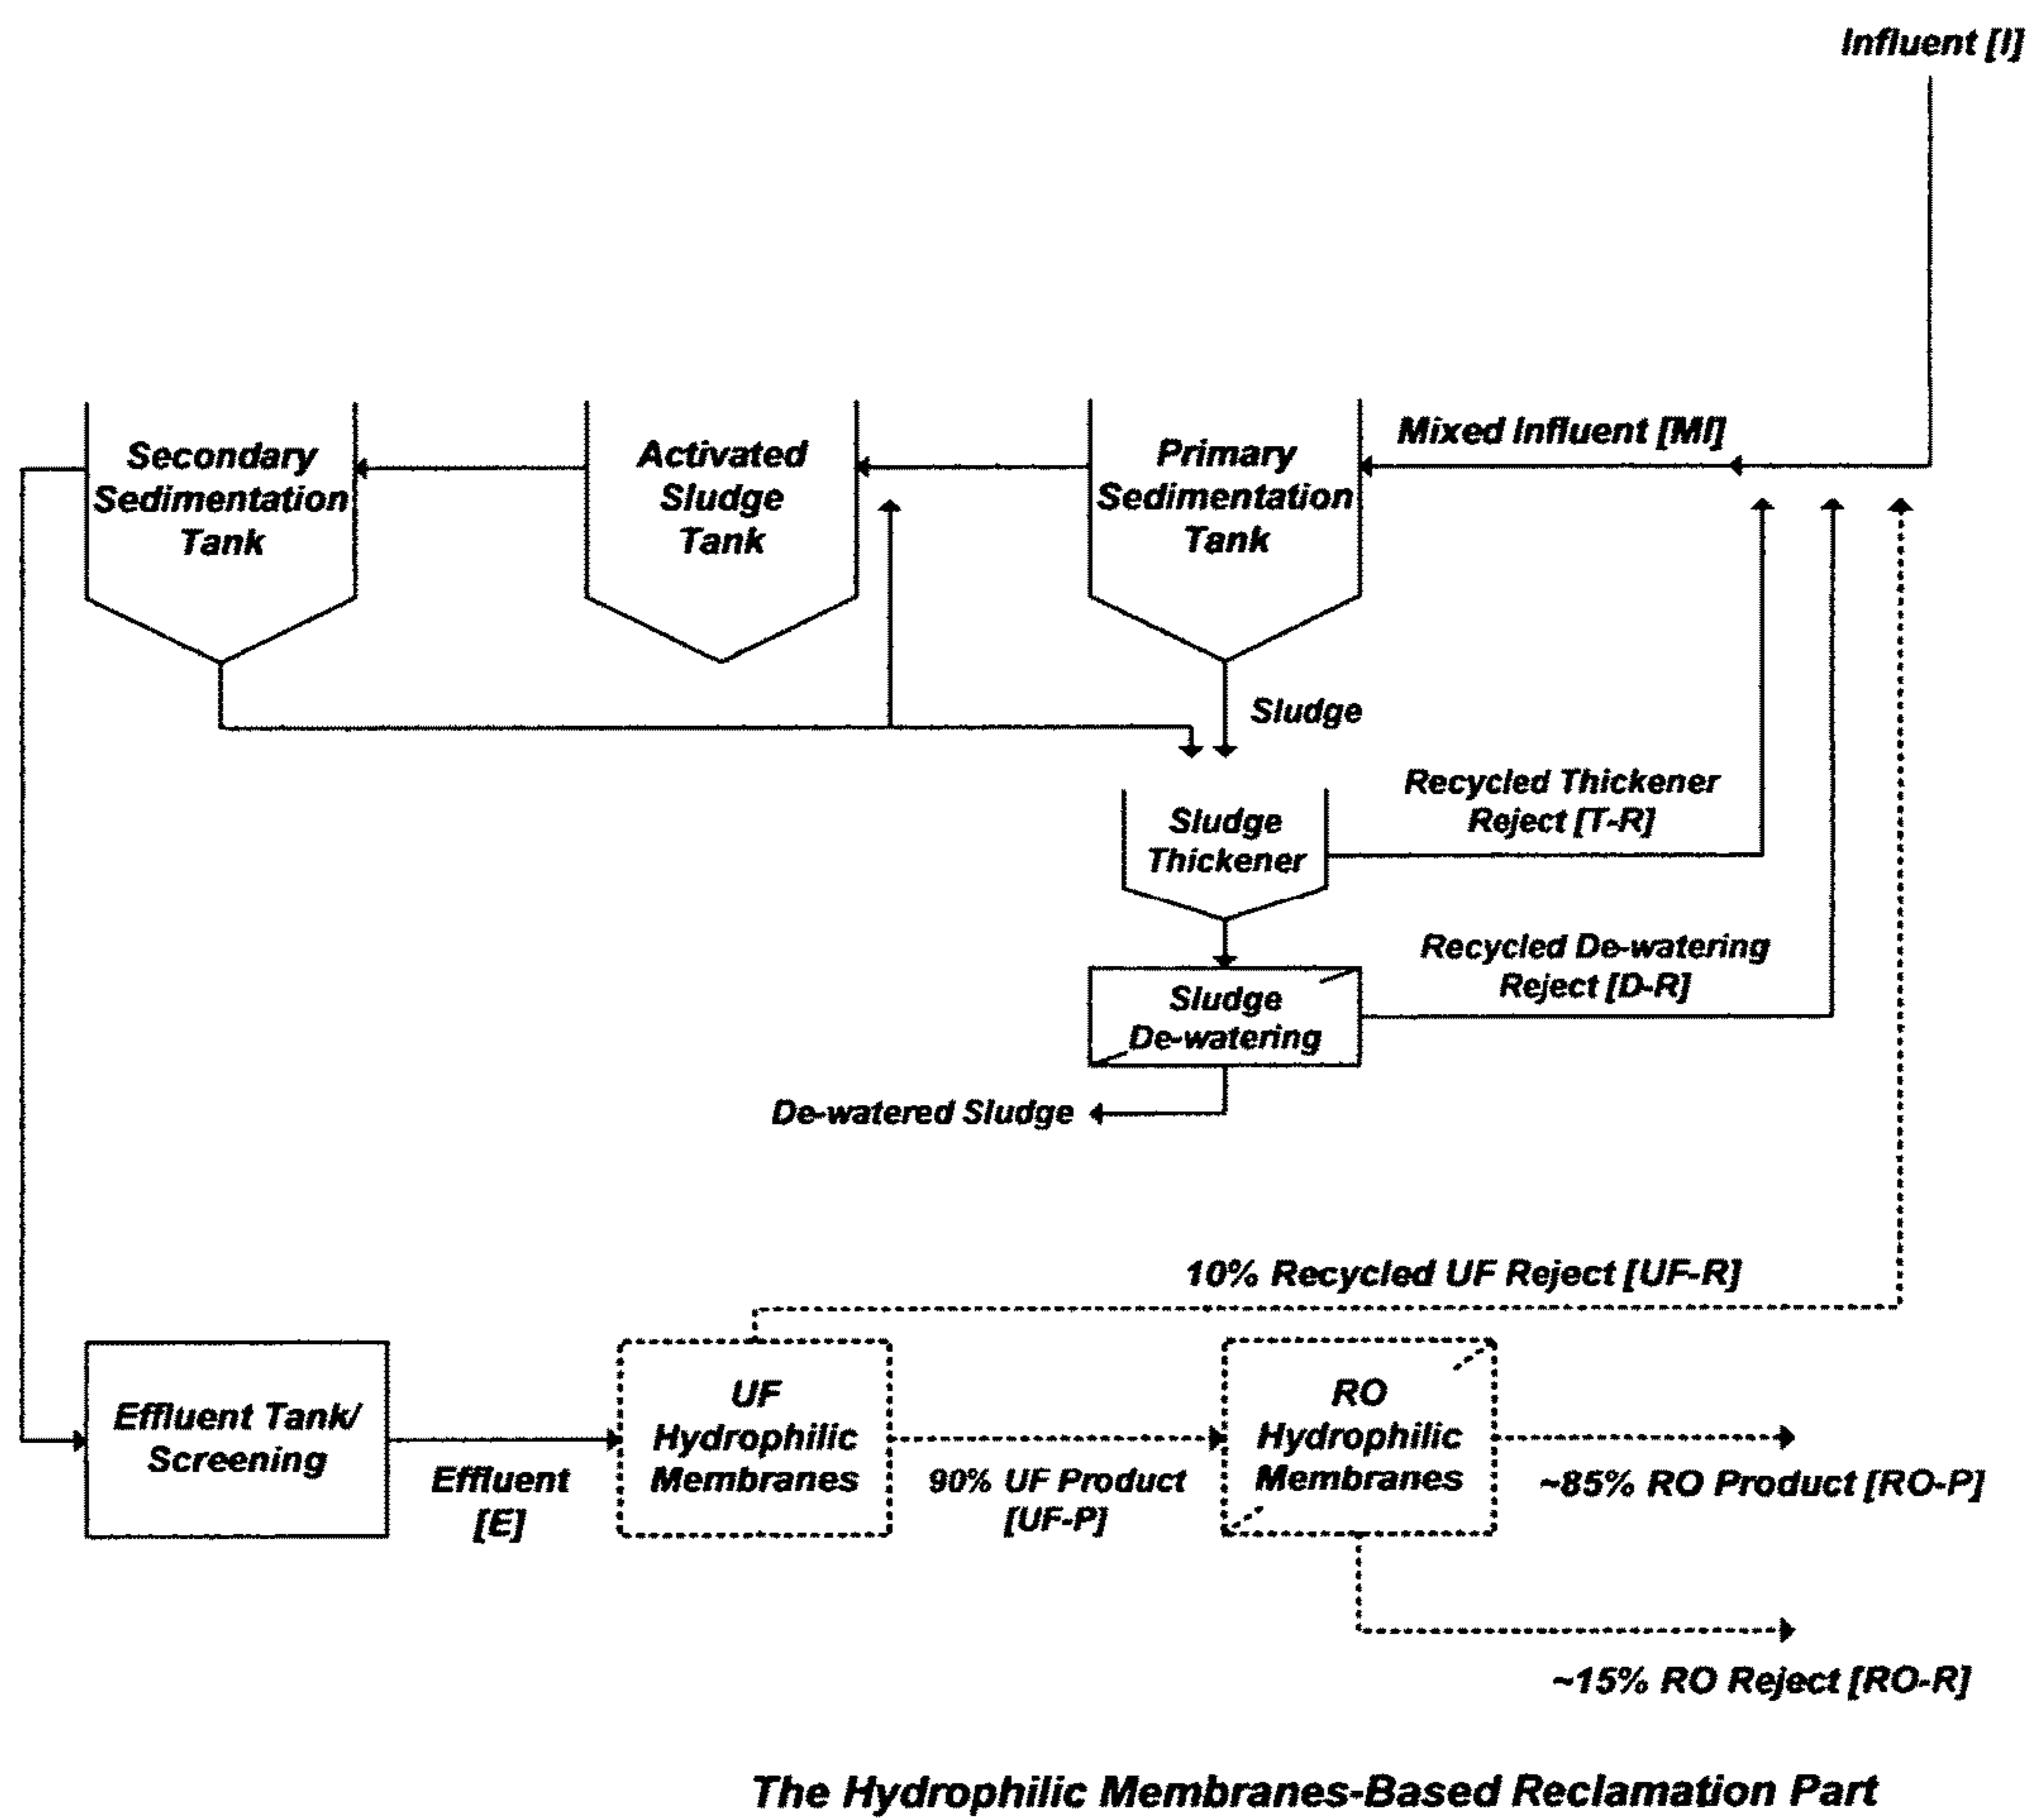 Influent [I]
Mixed Influent [MI]
Secondary
Sedimentation
Tank
Activated
Sludge
Tank
Primary
Sedimentation
Tank
Sludge
Sludge
Thickener
Recycled Thickener
Reject [T-R]
Sludge
De-watering
Recycled De-watering
Reject [D-R]
De-watered Sludge
10% Recycled UF Reject [UF-R]
Effluent Tank/
Screening
Effluent
[E]
UF
Hydrophilic
Membranes
90% UF Product
[UF-P]
RO
Hydrophilic
Membranes
~85% RO Product [RO-P]
~15% RO Reject [RO-R]
The Hydrophilic Membranes-Based Reclamation Part